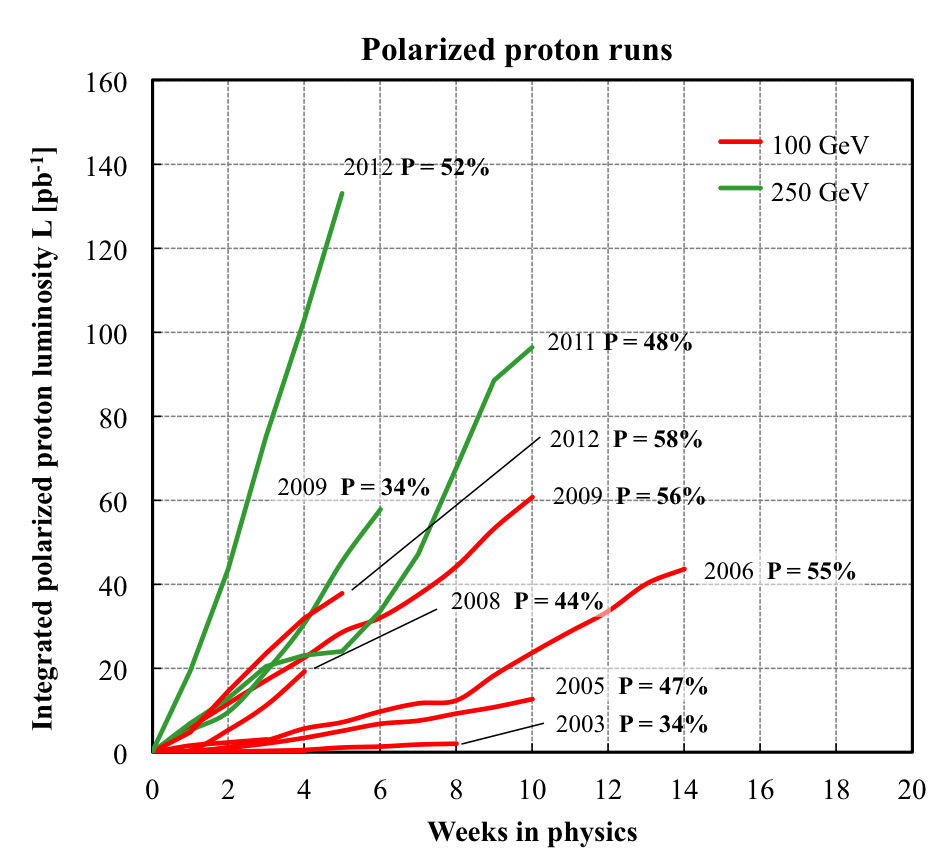 Polarized proton runs
Integrated polarized proton luminosity L [pb-1]
160
140
120
100
80
60
40
20
0
100 GeV
250 GeV
2012 P = 52%
2011 P = 48%
2012 P = 58%
2009 P = 34%
2009 P = 56%
2006 P = 55%
2008 P = 44%
2005 P = 47%
2003 P = 34%
0 2 4 6 8 10 12 14 16 18 20
Weeks in physics